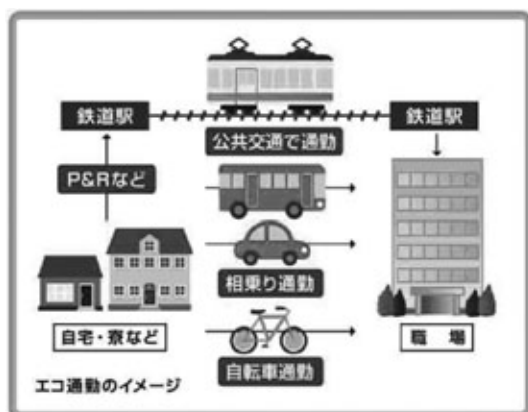 鉄道駅
鉄道駅
公共交通で通勤
P&Rなど
相乗り通勤
自宅・寮など
職　場
自転車通勤
エコ通勤のイメージ